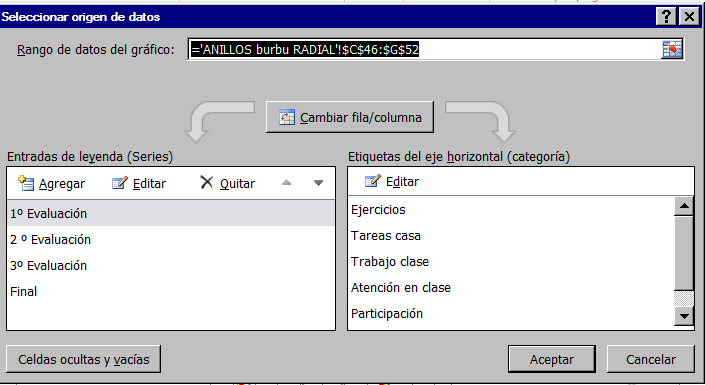 Seleccionar origen de datos
Rango de datos del gráfico: ='ANILLOS burbu RADIAL'!$C$46:$G$52
Cambiar fila/columna
Entradas de leyenda (Series)
Agregar Editar Quitar
1º Evaluación
2 º Evaluación
3º Evaluación
Final
Etiquetas del eje horizontal (categoría)
Editar
Ejercicios
Tareas casa
Trabajo clase
Atención en clase
Participación
Celdas ocultas y vacías
Aceptar Cancelar